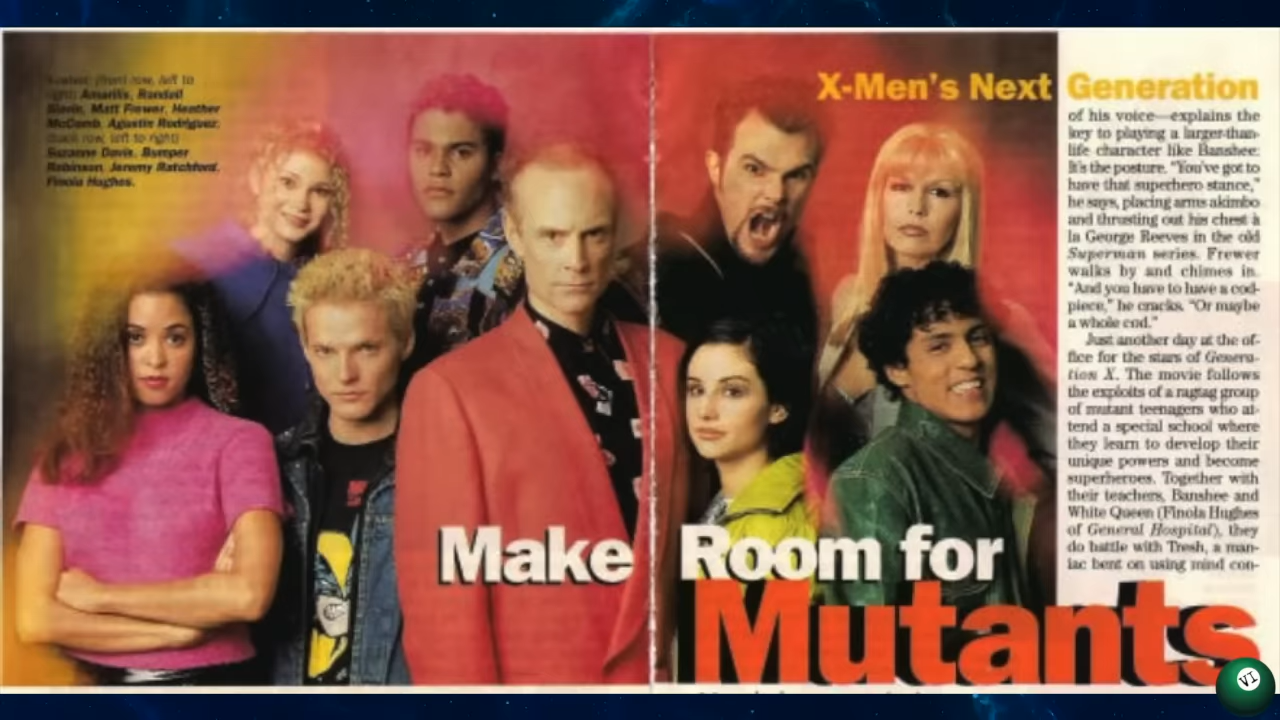 right) Amarilis, Randall
Slavin, Matt Frewer, Heather
McComb, Agustin Rodriguez;
(back row, left to right)
Suzanne Davis, Bumper
Robinson, Jeremy Ratchford,
Finola Hughes.
X-Men's Next Generation
of his voice—explains the
key to playing a larger-than-
life character like Banshee:
It's the posture. "You've got to
have that superhero stance,"
he says, placing arms akimbo
and thrusting out his chest à
la George Reeves in the old
Superman series. Frewer
walks by and chimes in.
"And you have to have a cod-
piece," he cracks. "Or maybe
a whole cod."
Just another day at the of-
fice for the stars of Genera-
tion X. The movie follows
the exploits of a ragtag group
of mutant teenagers who at-
tend a special school where
they learn to develop their
unique powers and become
superheroes. Together with
their teachers, Banshee and
White Queen (Finola Hughes
of General Hospital), they
do battle with Tresh, a man-
iac bent on using mind con-
Make Room for
Mutants
VI